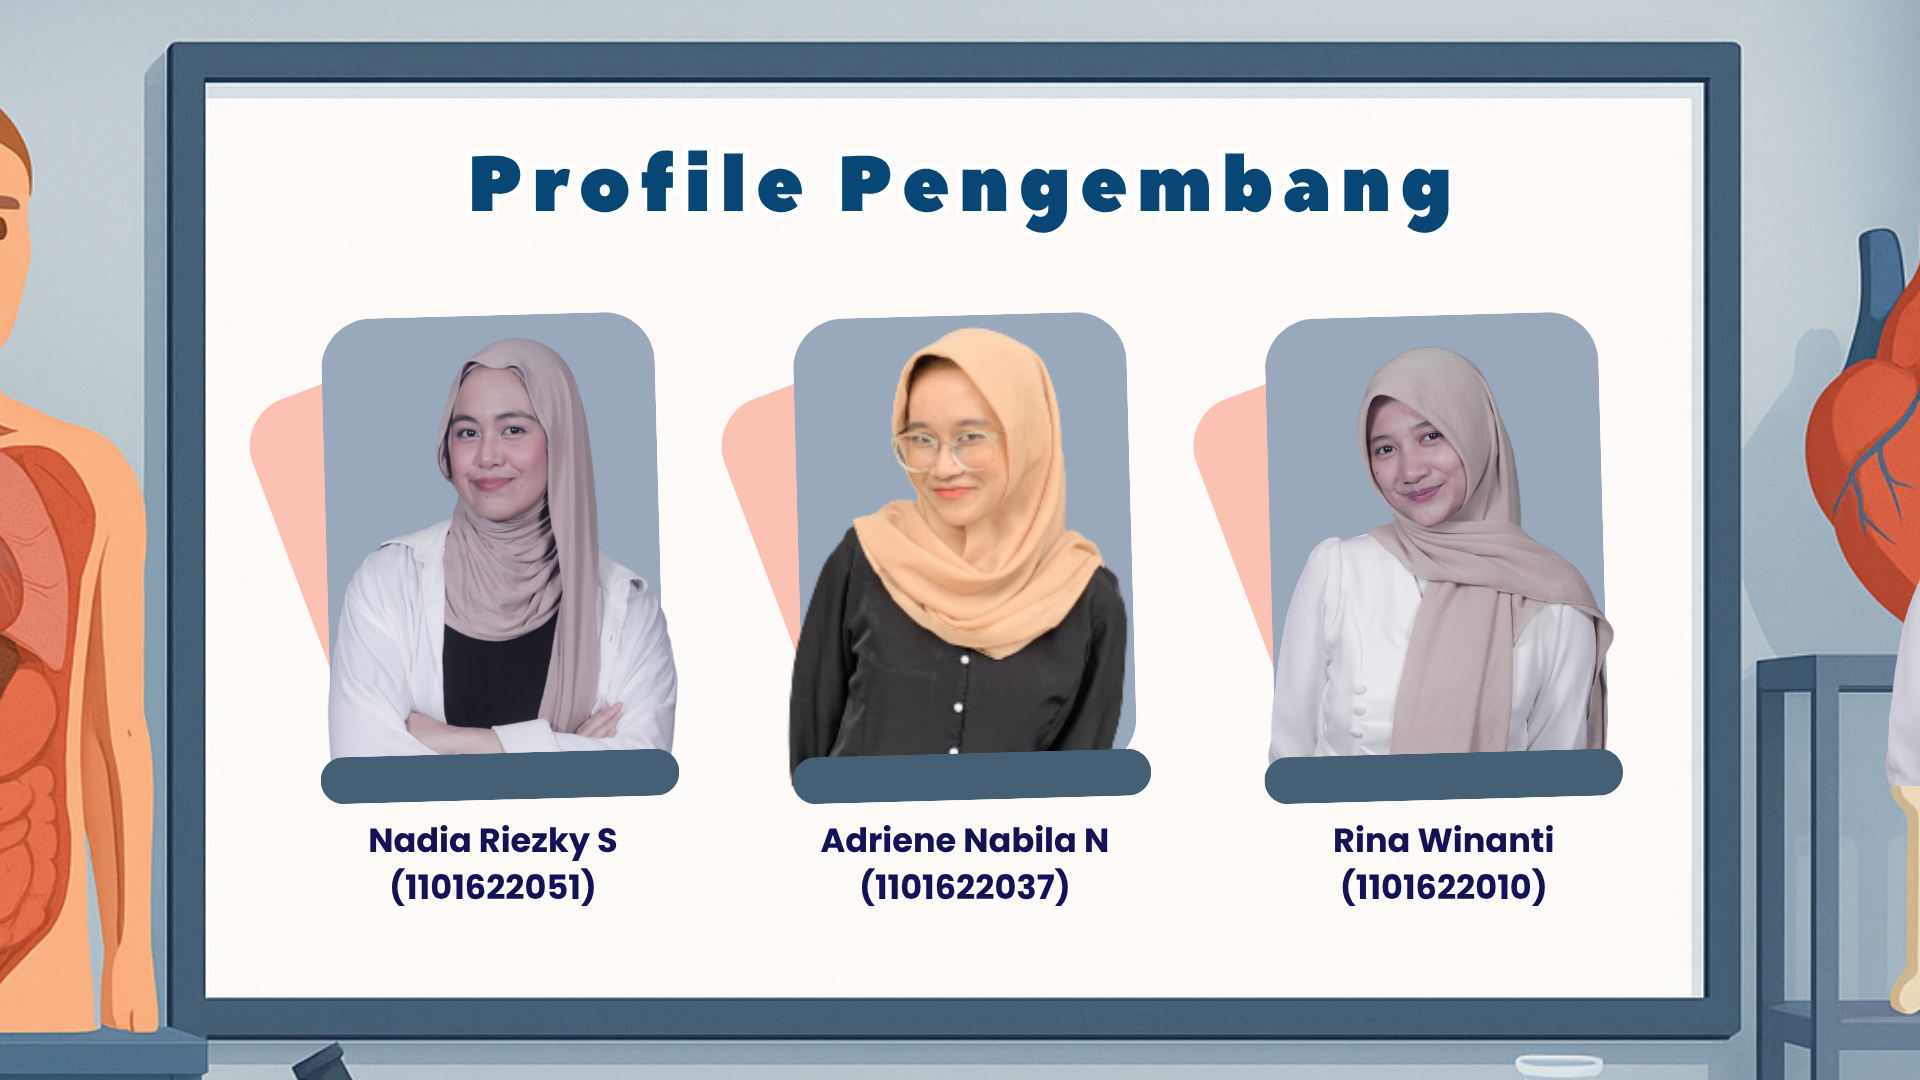 Profile Pengembang
Nadia Riezky S
(1101622051)
Adriene Nabila N
(1101622037)
Rina Winanti
(1101622010)